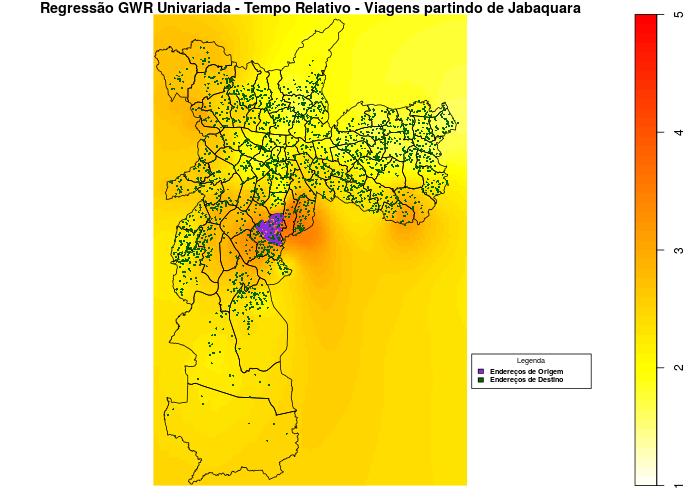 Regressão GWR Univariada - Tempo Relativo - Viagens partindo de Jabaquara
5
4
3
2
1
Legenda
Endereços de Origem
Endereços de Destino